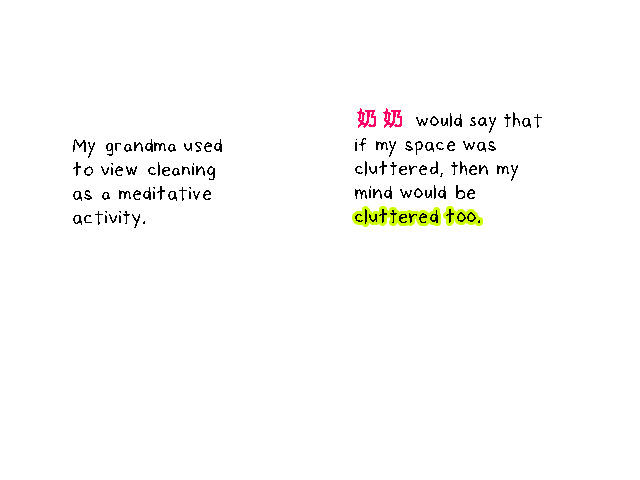 My grandma used
to view cleaning
as a meditative
activity.
奶奶 would say that
if my space was
cluttered, then my
mind would be
cluttered too.